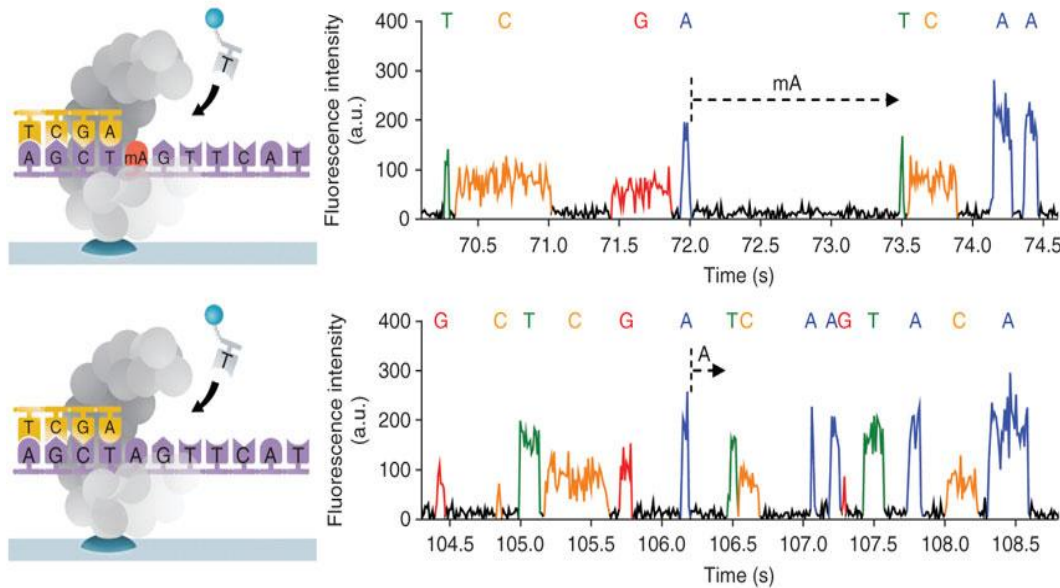 T
T C G A
A G C T mA G T T C A T
T C G A T C A A
mA
Fluorescence intensity
(a.u.)
400
300
200
100
0
70.5 71.0 71.5 72.0 72.5 73.0 73.5 74.0 74.5
Time (s)
T
T C G A
A G C T A G T T C A T
G C T C G A T C A A G T A C A
A
Fluorescence intensity
(a.u.)
400
300
200
100
0
104.5 105.0 105.5 106.0 106.5 107.0 107.5 108.0 108.5
Time (s)